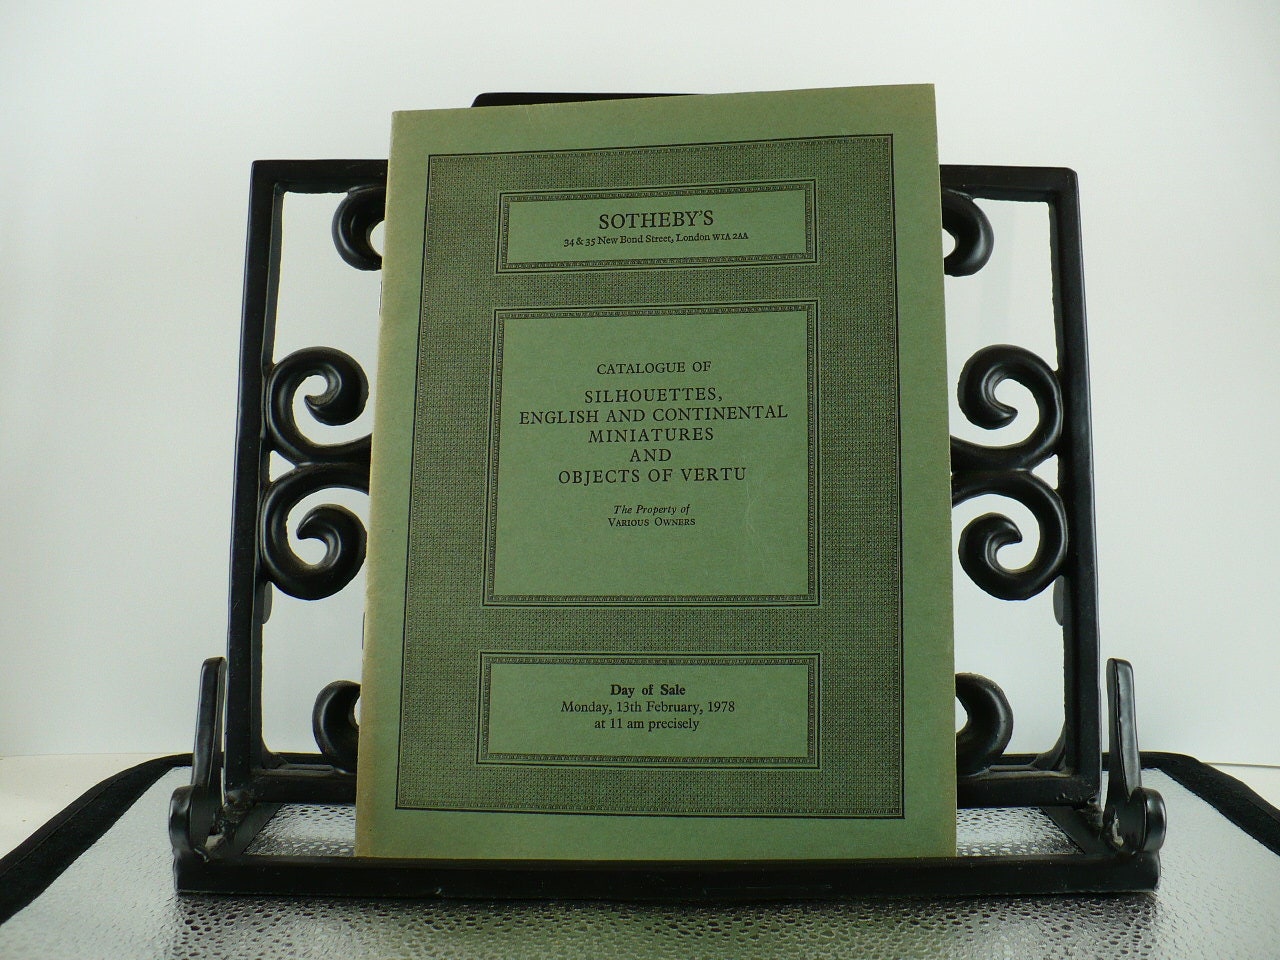 SOTHEBY'S
34 & 35 New Bond Street, London W1A 2AA
CATALOGUE OF
SILHOUETTES,
ENGLISH AND CONTINENTAL
MINIATURES
AND
OBJECTS OF VERTU
The Property of
VARIOUS OWNERS
Day of Sale
Monday, 13th February, 1978
at 11 am precisely